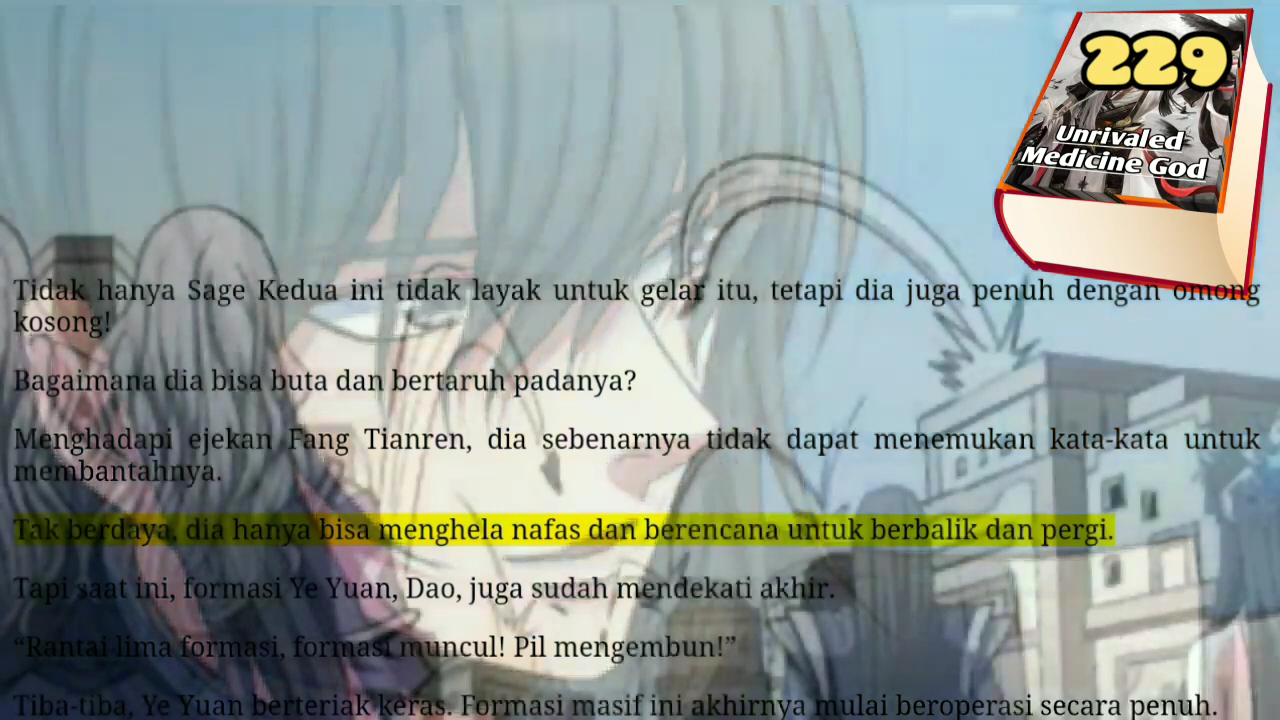 229
Unrivaled
Medicine God
Tidak hanya Sage Kedua ini tidak layak untuk gelar itu, tetapi dia juga penuh dengan omong
kosong!
Bagaimana dia bisa buta dan bertaruh padanya?
Menghadapi ejekan Fang Tianren, dia sebenarnya tidak dapat menemukan kata-kata untuk
membantahnya.
Tak berdaya, dia hanya bisa menghela nafas dan berencana untuk berbalik dan pergi.
Tapi saat ini, formasi Ye Yuan, Dao, juga sudah mendekati akhir.
“Rantai lima formasi, formasi muncul! Pil mengembun!”
Tiba-tiba, Ye Yuan berteriak keras. Formasi masif ini akhirnya mulai beroperasi secara penuh.